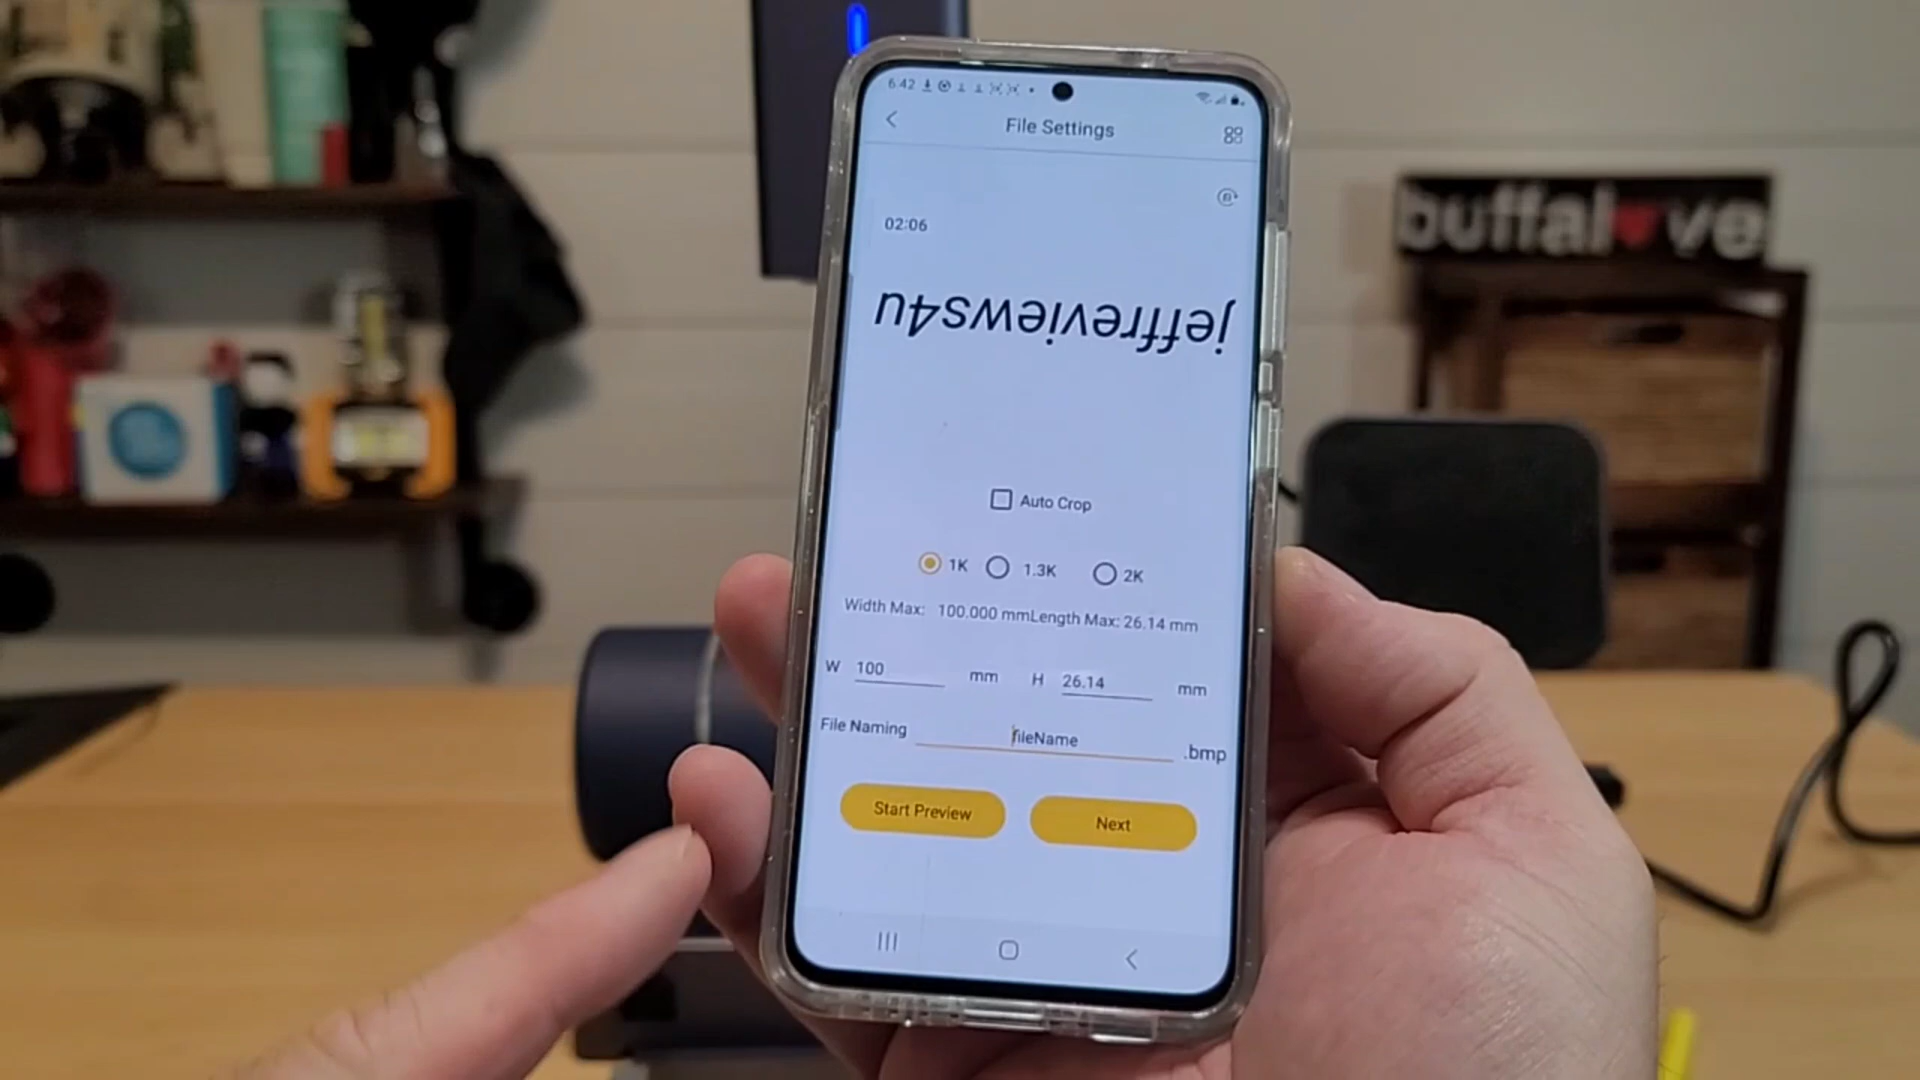 6:42
File Settings
02:06
jeffreviews4u
Auto Crop
1K 1.3K 2K
Width Max: 100.000 mmLength Max: 26.14 mm
W 100 mm H 26.14 mm
File Naming fileName .bmp
Start Preview Next
buffal♥ve